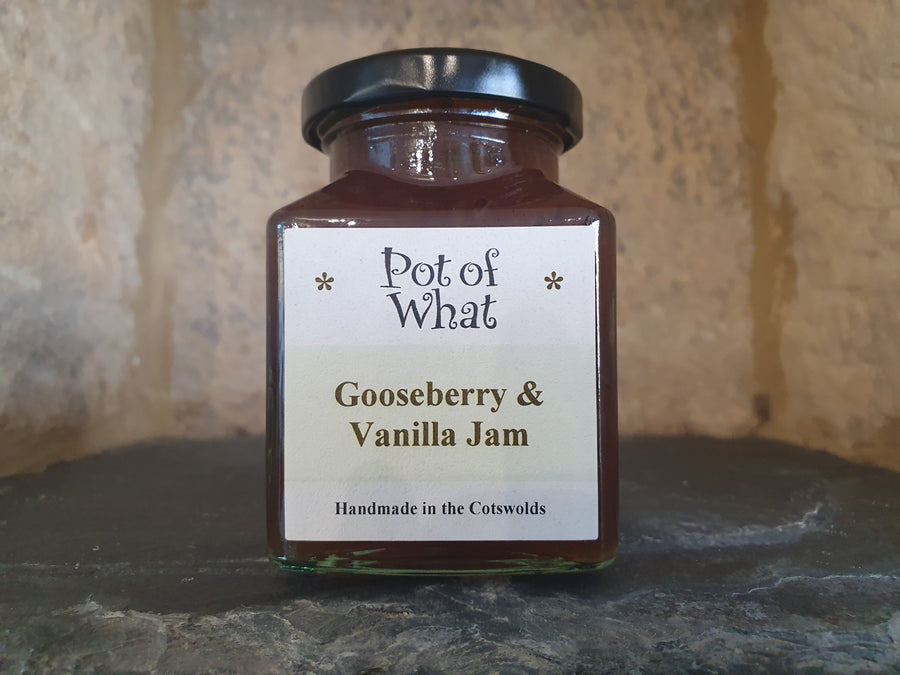 Pot of
What
Gooseberry &
Vanilla Jam
Handmade in the Cotswolds